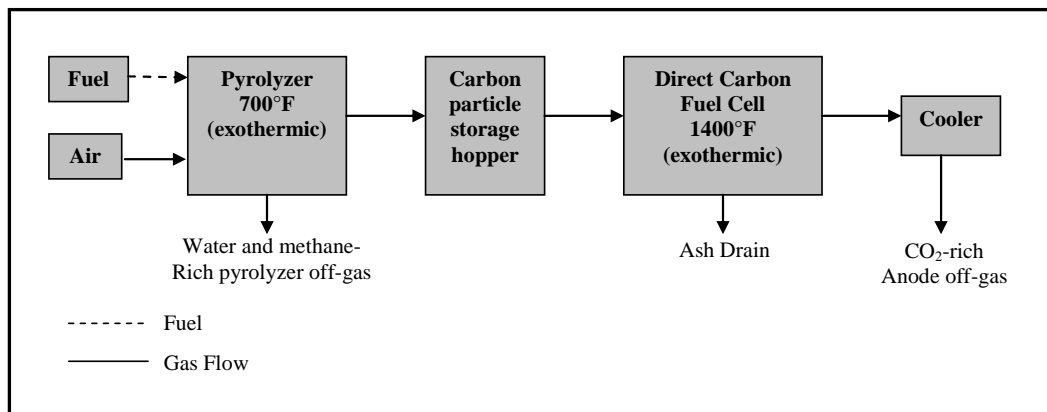 Fuel
Air
Pyrolyzer
700°F
(exothermic)
Carbon
particle
storage
hopper
Direct Carbon
Fuel Cell
1400°F
(exothermic)
Cooler
Water and methane-
Rich pyrolyzer off-gas
Ash Drain
CO₂-rich
Anode off-gas
Fuel
Gas Flow